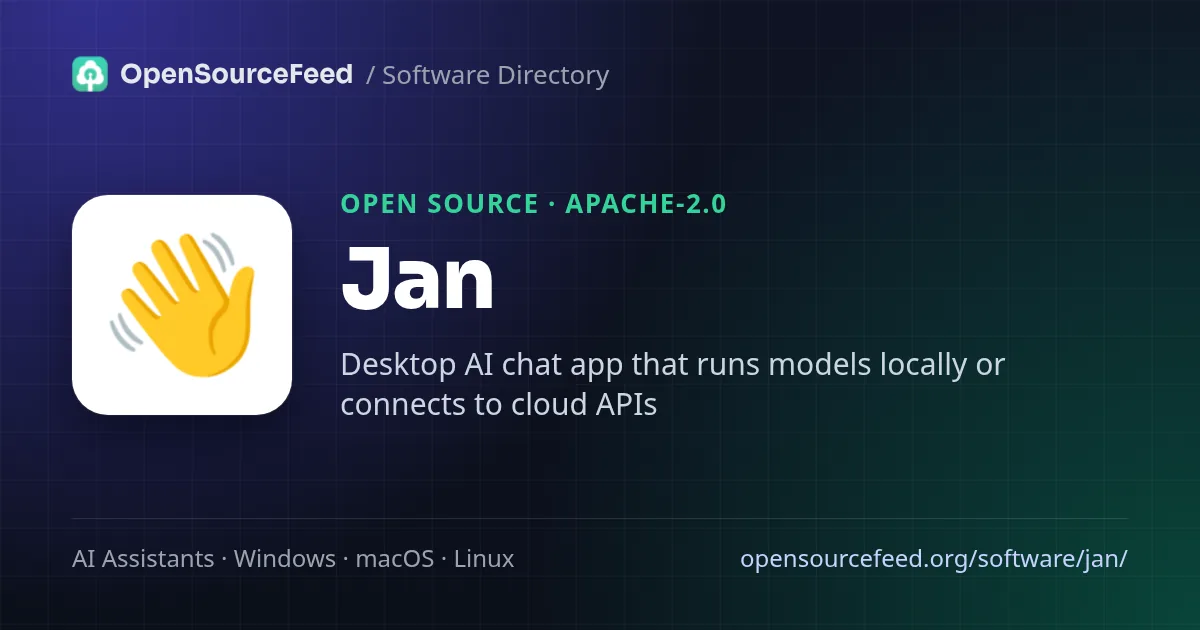 OpenSourceFeed / Software Directory
OPEN SOURCE · APACHE-2.0
Jan
Desktop AI chat app that runs models locally or
connects to cloud APIs
AI Assistants · Windows · macOS · Linux
opensourcefeed.org/software/jan/